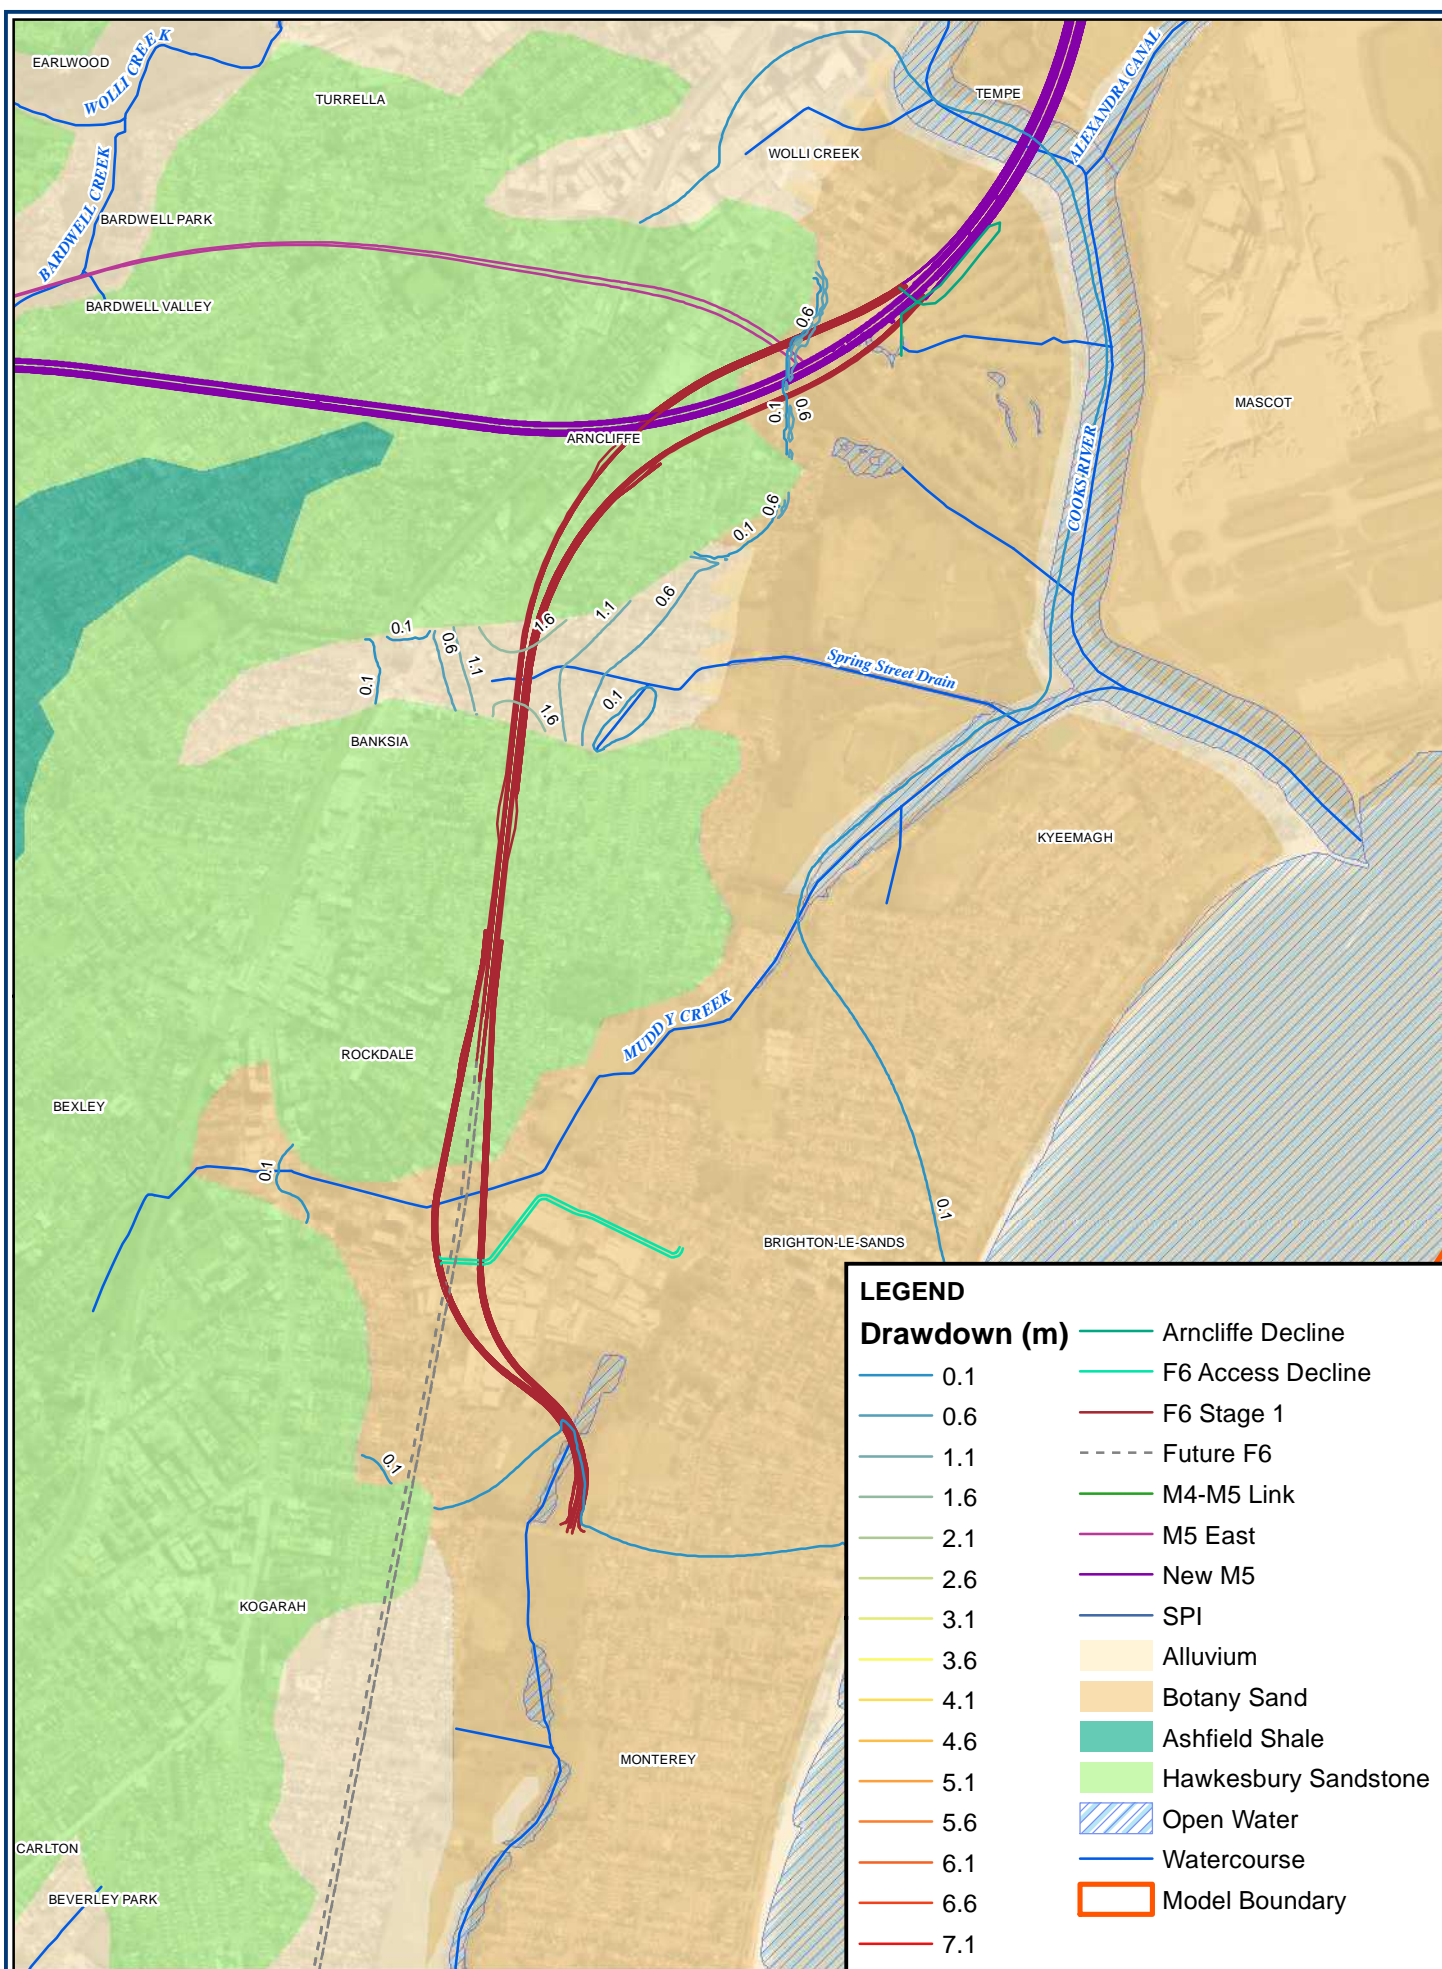 EARLWOOD
WOLLI CREEK
TURRELLA
TEMPE
ALEXANDRA CANAL
WOLLI CREEK
BARDWELL CREEK
BARDWELL PARK
BARDWELL VALLEY
0.6
MASCOT
0.1
0.6
ARNCLIFFE
COOKS RIVER
0.6
0.1
0.6
1.1
1.6
0.1
0.6
1.1
Spring Street Drain
0.1
0.1
1.6
BANKSIA
KYEEMAGH
MUDDY CREEK
ROCKDALE
BEXLEY
0.1
0.1
BRIGHTON-LE-SANDS
0.1
KOGARAH
MONTEREY
CARLTON
BEVERLEY PARK
LEGEND
Drawdown (m)
0.1
0.6
1.1
1.6
2.1
2.6
3.1
3.6
4.1
4.6
5.1
5.6
6.1
6.6
7.1
Arncliffe Decline
F6 Access Decline
F6 Stage 1
Future F6
M4-M5 Link
M5 East
New M5
SPI
Alluvium
Botany Sand
Ashfield Shale
Hawkesbury Sandstone
Open Water
Watercourse
Model Boundary